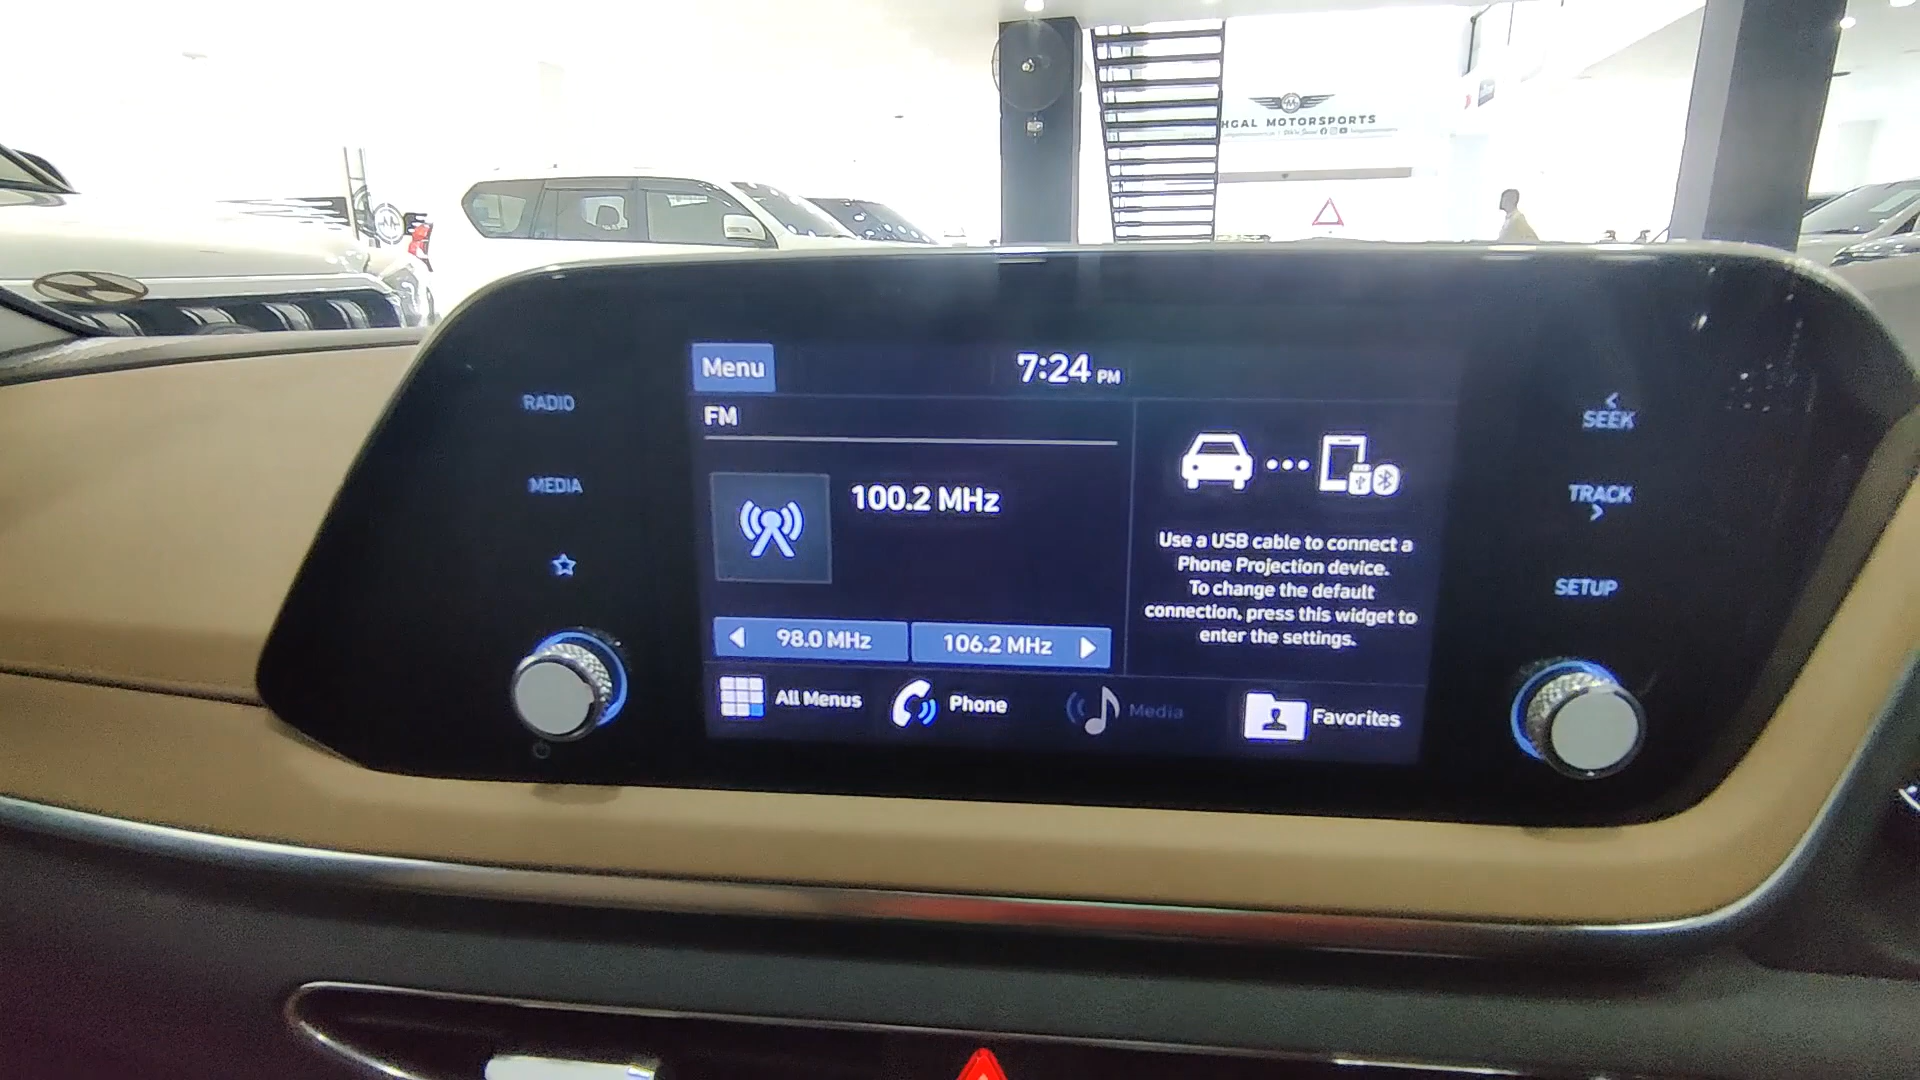 HGAL MOTORSPORTS
Menu
7:24 PM
RADIO
FM
SEEK
MEDIA
100.2 MHz
TRACK
Use a USB cable to connect a
Phone Projection device.
To change the default
connection, press this widget to
enter the settings.
SETUP
98.0 MHz
106.2 MHz
All Menus
Phone
Media
Favorites